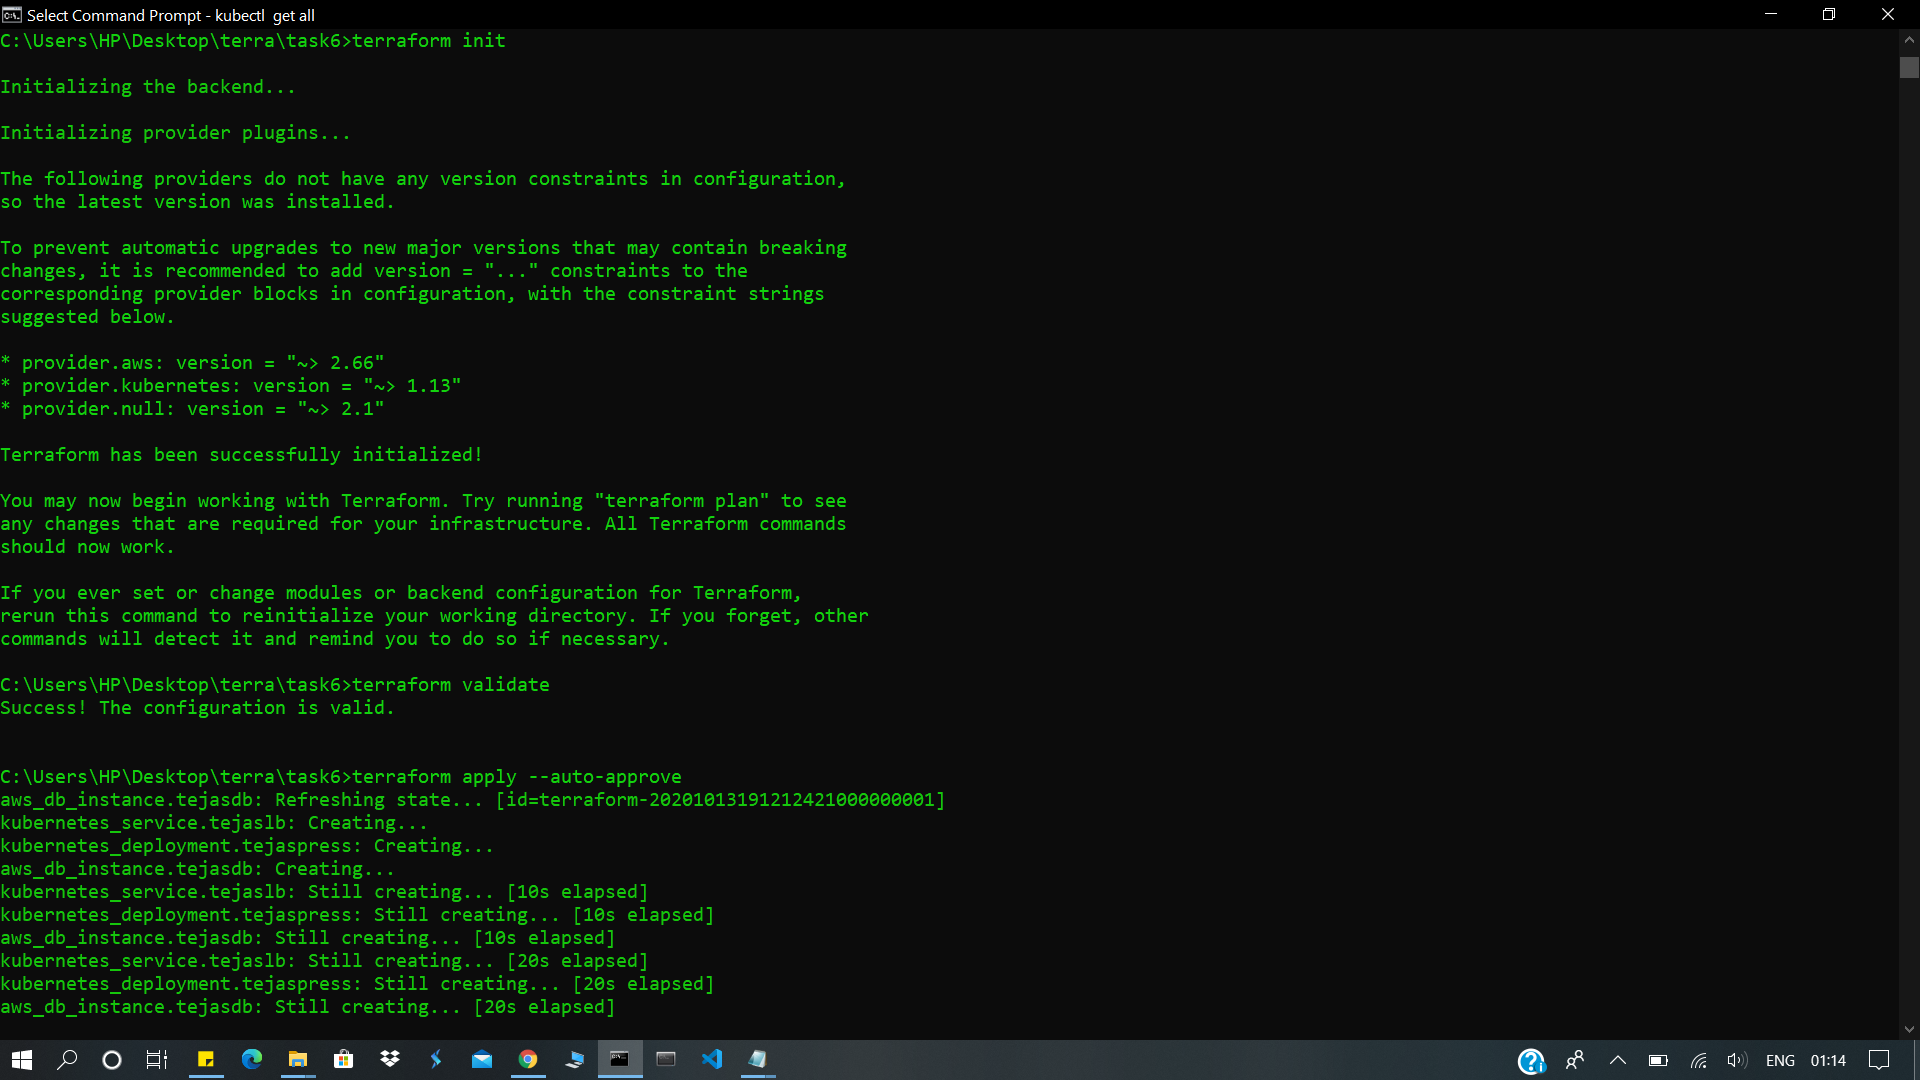 Select Command Prompt - kubectl  get all
C:\Users\HP\Desktop\terra\task6>terraform init
Initializing the backend...
Initializing provider plugins...
The following providers do not have any version constraints in configuration,
so the latest version was installed.
To prevent automatic upgrades to new major versions that may contain breaking
changes, it is recommended to add version = "..." constraints to the
corresponding provider blocks in configuration, with the constraint strings
suggested below.
* provider.aws: version = "~> 2.66"
* provider.kubernetes: version = "~> 1.13"
* provider.null: version = "~> 2.1"
Terraform has been successfully initialized!
You may now begin working with Terraform. Try running "terraform plan" to see
any changes that are required for your infrastructure. All Terraform commands
should now work.
If you ever set or change modules or backend configuration for Terraform,
rerun this command to reinitialize your working directory. If you forget, other
commands will detect it and remind you to do so if necessary.
C:\Users\HP\Desktop\terra\task6>terraform validate
Success! The configuration is valid.
C:\Users\HP\Desktop\terra\task6>terraform apply --auto-approve
aws_db_instance.tejasdb: Refreshing state... [id=terraform-20201013191212421000000001]
kubernetes_service.tejaslb: Creating...
kubernetes_deployment.tejaspress: Creating...
aws_db_instance.tejasdb: Creating...
kubernetes_service.tejaslb: Still creating... [10s elapsed]
kubernetes_deployment.tejaspress: Still creating... [10s elapsed]
aws_db_instance.tejasdb: Still creating... [10s elapsed]
kubernetes_service.tejaslb: Still creating... [20s elapsed]
kubernetes_deployment.tejaspress: Still creating... [20s elapsed]
aws_db_instance.tejasdb: Still creating... [20s elapsed]
ENG 01:14